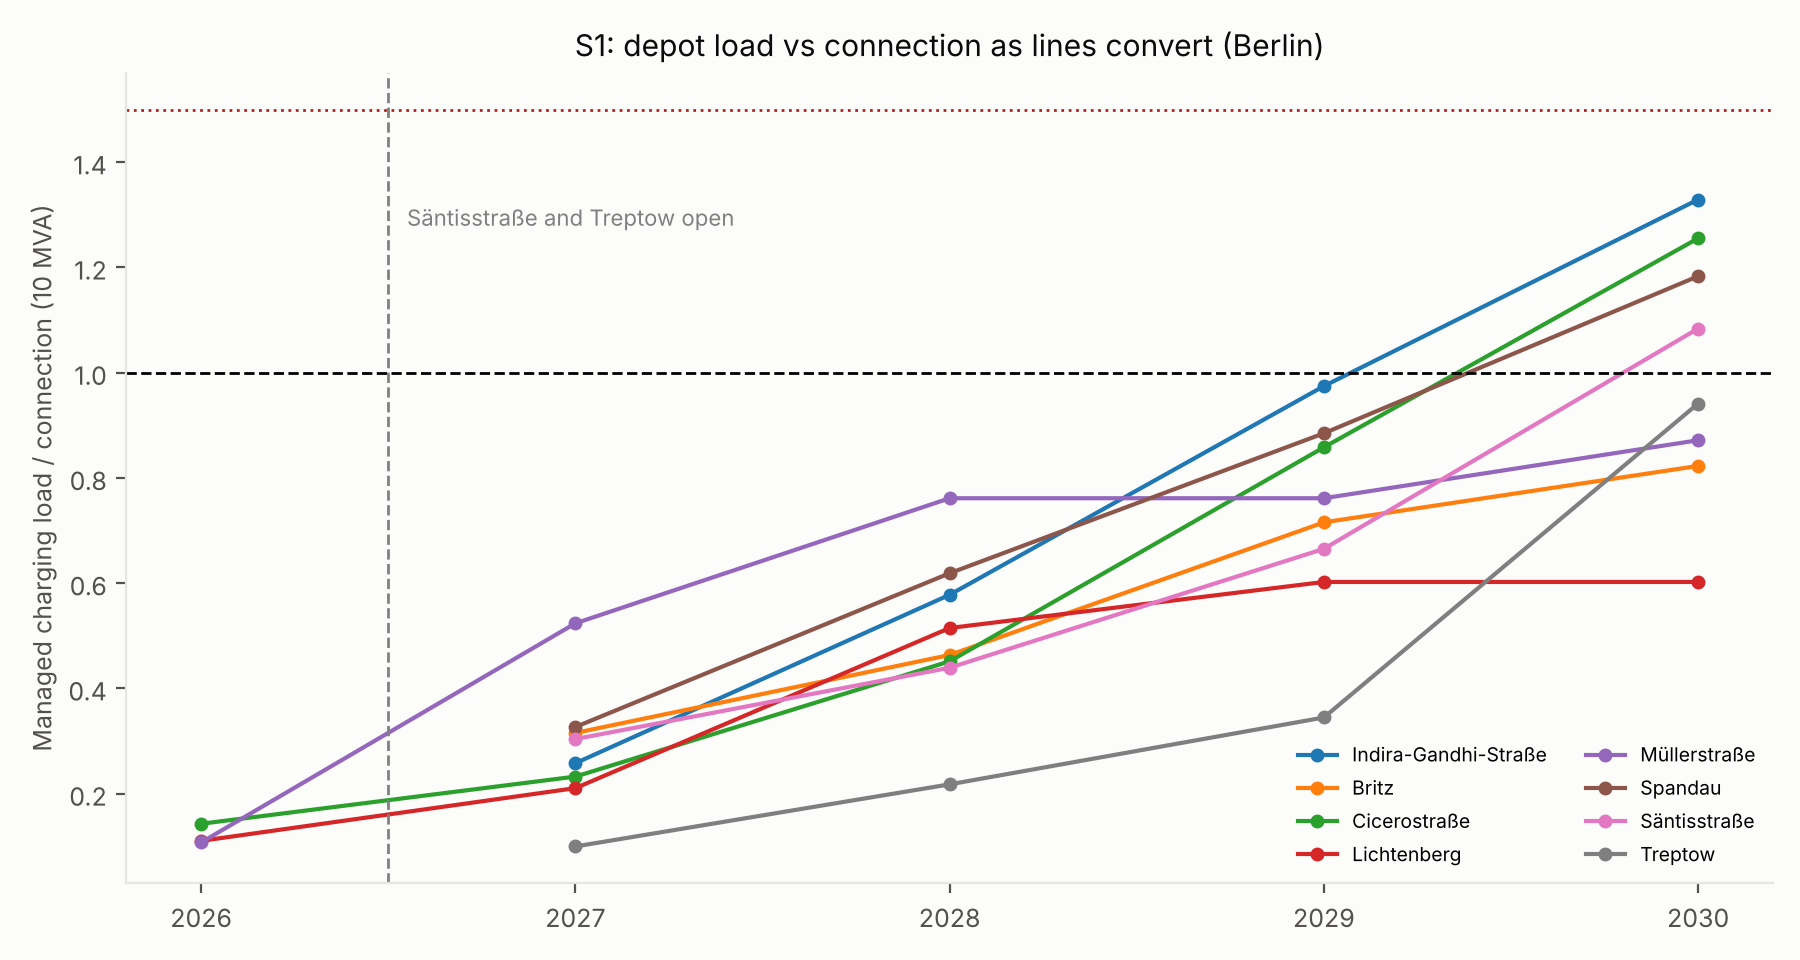 S1: depot load vs connection as lines convert (Berlin)
Managed charging load / connection (10 MVA)
1.4
1.2
1.0
0.8
0.6
0.4
0.2
Säntisstraße and Treptow open
Indira-Gandhi-Straße
Britz
Cicerostraße
Lichtenberg
Müllerstraße
Spandau
Säntisstraße
Treptow
2026
2027
2028
2029
2030